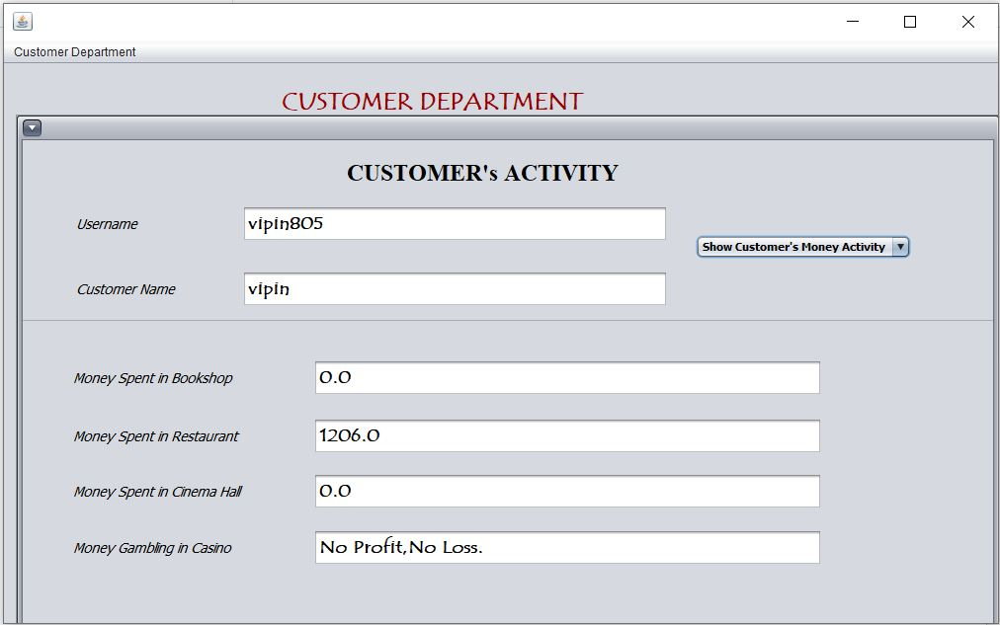 Customer Department
CUSTOMER DEPARTMENT
CUSTOMER's ACTIVITY
Username
vipin805
Show Customer's Money Activity
Customer Name
vipin
Money Spent in Bookshop
0.0
Money Spent in Restaurant
1206.0
Money Spent in Cinema Hall
0.0
Money Gambling in Casino
No Profit,No Loss.